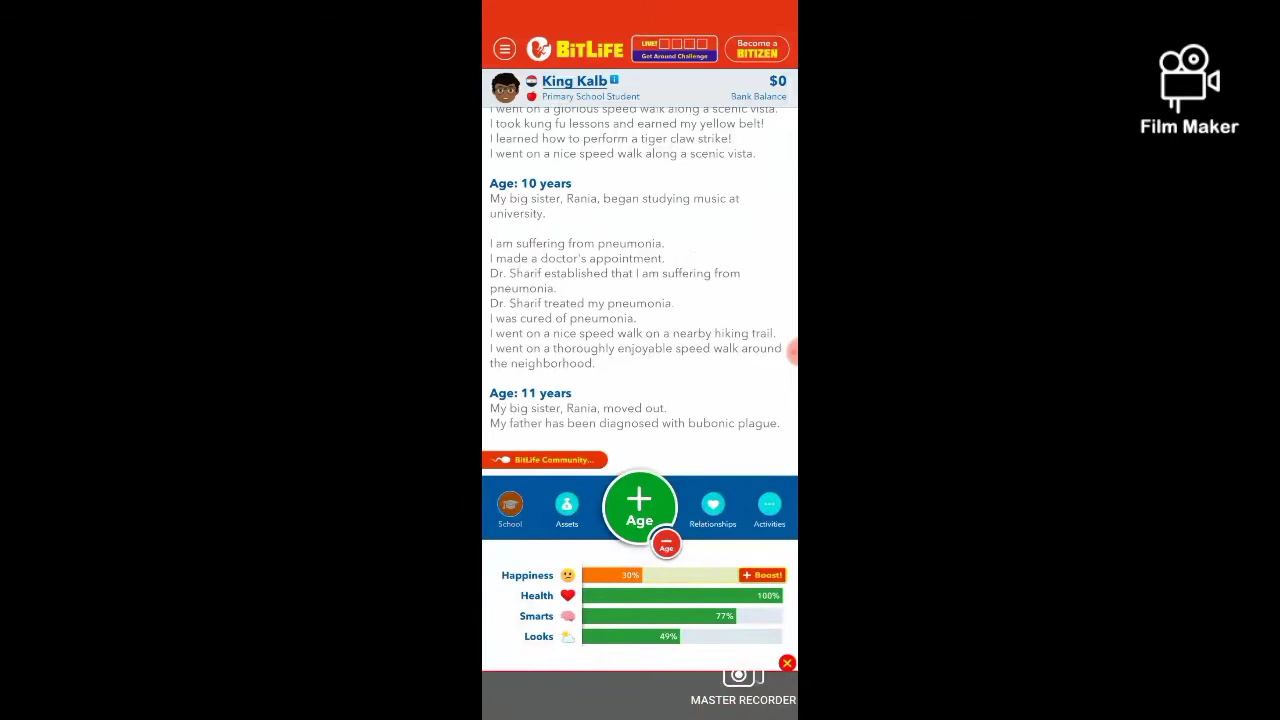 BiTLiFE
LIVE!
Get Around Challenge
Become a
BITIZEN
King Kalb
$0
Primary School Student
Bank Balance
I went on a glorious speed walk along a scenic vista.
I took kung fu lessons and earned my yellow belt!
I learned how to perform a tiger claw strike!
I went on a nice speed walk along a scenic vista.
Age: 10 years
My big sister, Rania, began studying music at
university.
I am suffering from pneumonia.
I made a doctor's appointment.
Dr. Sharif established that I am suffering from
pneumonia.
Dr. Sharif treated my pneumonia.
I was cured of pneumonia.
I went on a nice speed walk on a nearby hiking trail.
I went on a thoroughly enjoyable speed walk around
the neighborhood.
Age: 11 years
My big sister, Rania, moved out.
My father has been diagnosed with bubonic plague.
BitLife Community...
School
Assets
+
Age
Relationships
Activities
−
Age
Happiness 30% + Boost!
Health 100%
Smarts 77%
Looks 49%
MASTER RECORDER
Film Maker